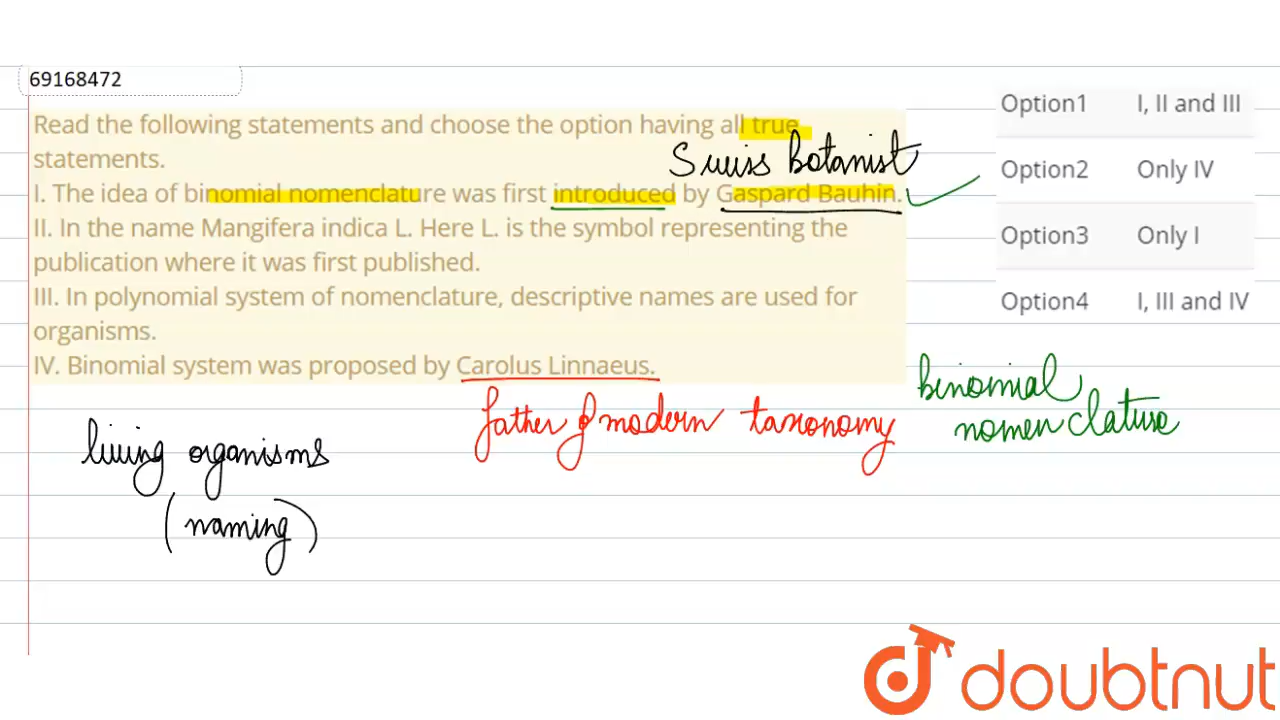 69168472
Read the following statements and choose the option having all true
statements.
Swiss botanist
I. The idea of binomial nomenclature was first introduced by Gaspard Bauhin.
II. In the name Mangifera indica L. Here L. is the symbol representing the
publication where it was first published.
III. In polynomial system of nomenclature, descriptive names are used for
organisms.
IV. Binomial system was proposed by Carolus Linnaeus.
Option1 I, II and III
Option2 Only IV
Option3 Only I
Option4 I, III and IV
father of modern taxonomy
binomial
nomenclature
living organisms
(naming)
doubtnut